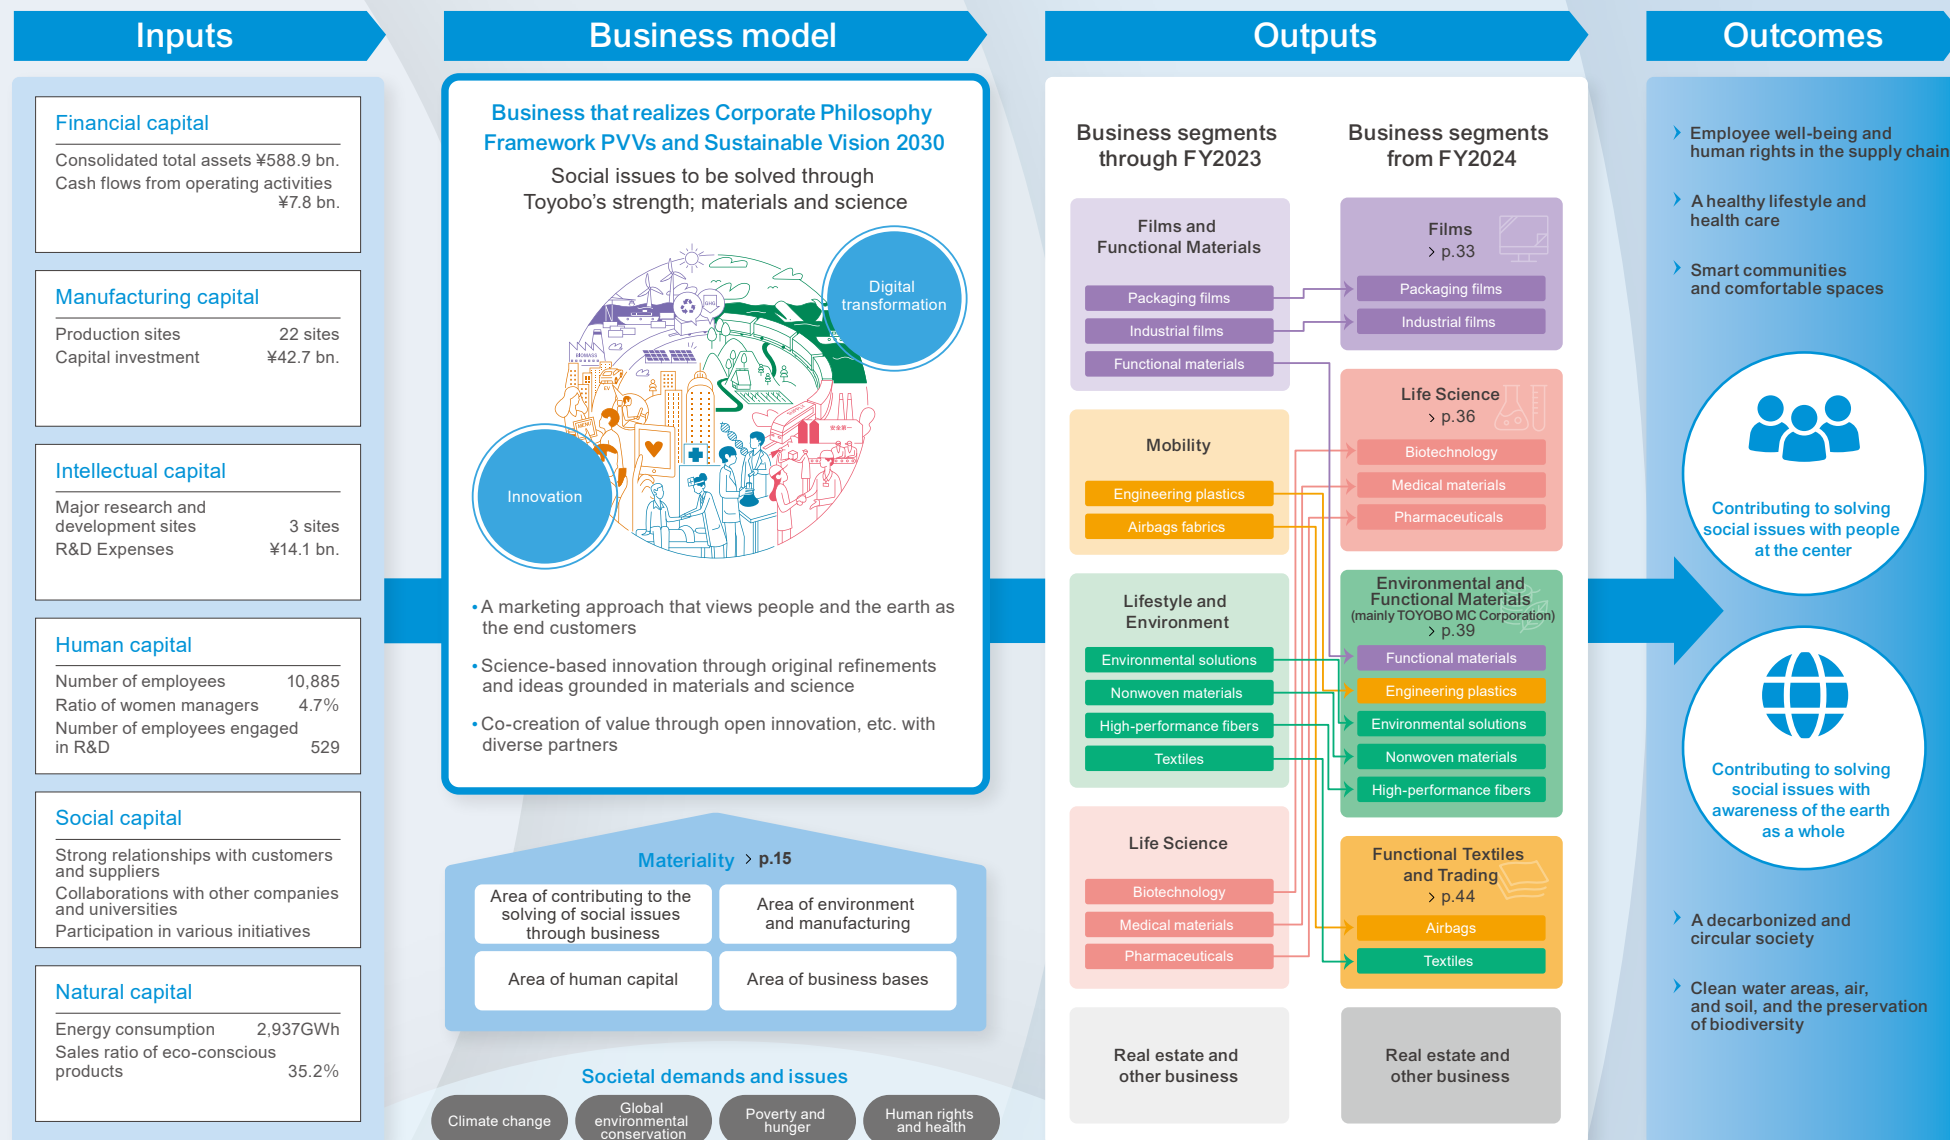 Inputs
Financial capital
Consolidated total assets ¥588.9 bn.
Cash flows from operating activities
¥7.8 bn.
Manufacturing capital
Production sites 22 sites
Capital investment ¥42.7 bn.
Intellectual capital
Major research and
development sites 3 sites
R&D Expenses ¥14.1 bn.
Human capital
Number of employees 10,885
Ratio of women managers 4.7%
Number of employees engaged
in R&D 529
Social capital
Strong relationships with customers
and suppliers
Collaborations with other companies
and universities
Participation in various initiatives
Natural capital
Energy consumption 2,937GWh
Sales ratio of eco-conscious
products 35.2%
Business model
Business that realizes Corporate Philosophy
Framework PVVs and Sustainable Vision 2030
Social issues to be solved through
Toyobo's strength; materials and science
Digital
transformation
GHG
BIOMASS
EV
安全第一
Innovation
• A marketing approach that views people and the earth as
the end customers
• Science-based innovation through original refinements
and ideas grounded in materials and science
• Co-creation of value through open innovation, etc. with
diverse partners
Materiality > p.15
Area of contributing to the
solving of social issues
through business
Area of environment
and manufacturing
Area of human capital
Area of business bases
Societal demands and issues
Climate change
Global
environmental
conservation
Poverty and
hunger
Human rights
and health
Outputs
Business segments
through FY2023
Films and
Functional Materials
Packaging films
Industrial films
Functional materials
Mobility
Engineering plastics
Airbags fabrics
Lifestyle and
Environment
Environmental solutions
Nonwoven materials
High-performance fibers
Textiles
Life Science
Biotechnology
Medical materials
Pharmaceuticals
Real estate and
other business
Business segments
from FY2024
Films
> p.33
Packaging films
Industrial films
Life Science
> p.36
Biotechnology
Medical materials
Pharmaceuticals
Environmental and
Functional Materials
(mainly TOYOBO MC Corporation)
> p.39
Functional materials
Engineering plastics
Environmental solutions
Nonwoven materials
High-performance fibers
Functional Textiles
and Trading
> p.44
Airbags
Textiles
Real estate and
other business
Outcomes
Employee well-being and
human rights in the supply chain
A healthy lifestyle and
health care
Smart communities
and comfortable spaces
Contributing to solving
social issues with people
at the center
Contributing to solving
social issues with
awareness of the earth
as a whole
A decarbonized and
circular society
Clean water areas, air,
and soil, and the preservation
of biodiversity